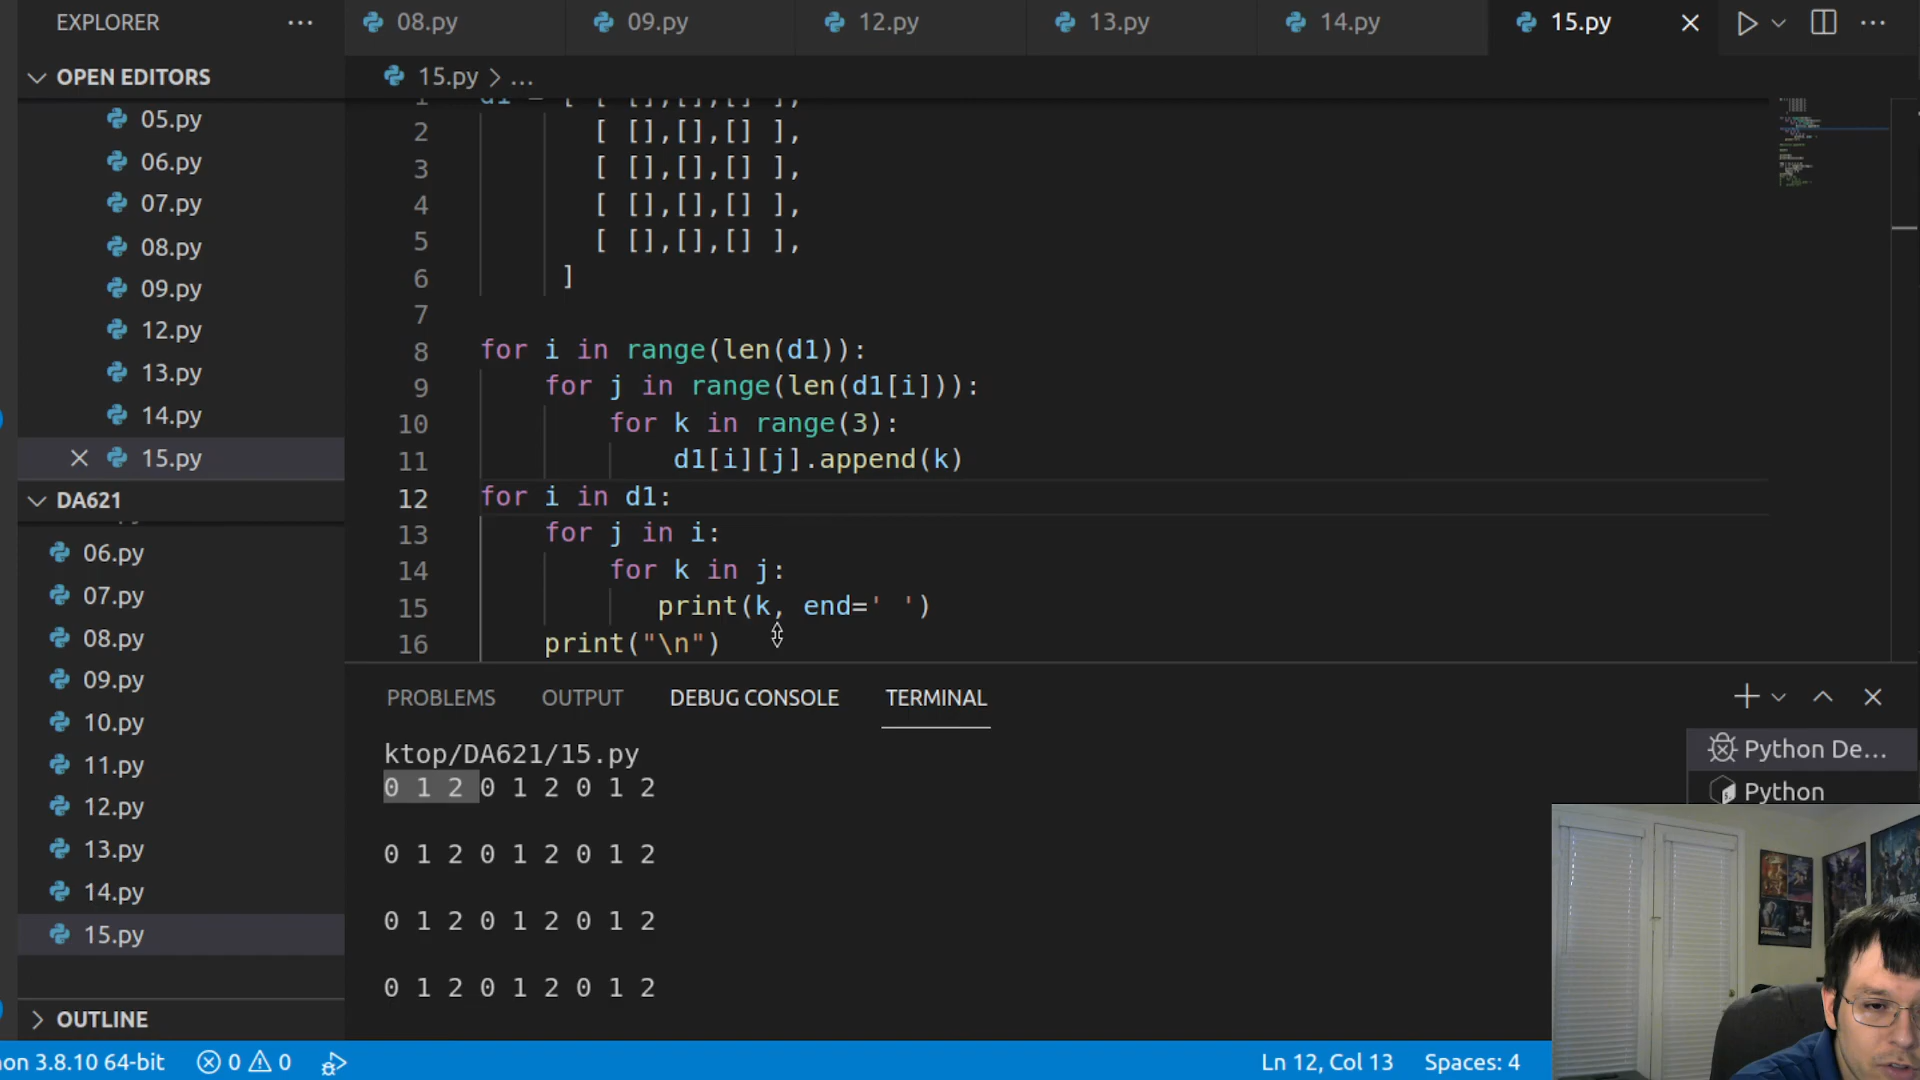 EXPLORER ...
08.py 09.py 12.py 13.py 14.py 15.py
OPEN EDITORS
15.py > ...
05.py
06.py
07.py
08.py
09.py
12.py
13.py
14.py
15.py
DA621
06.py
07.py
08.py
09.py
10.py
11.py
12.py
13.py
14.py
15.py
OUTLINE
1 d1 = [ [ [],[],[] ],
2 [ [],[],[] ],
3 [ [],[],[] ],
4 [ [],[],[] ],
5 [ [],[],[] ],
6 ]
7
8 for i in range(len(d1)):
9 for j in range(len(d1[i])):
10 for k in range(3):
11 d1[i][j].append(k)
12 for i in d1:
13 for j in i:
14 for k in j:
15 print(k, end=' ')
16 print("\n")
PROBLEMS OUTPUT DEBUG CONSOLE TERMINAL
ktop/DA621/15.py
0 1 2 0 1 2 0 1 2
0 1 2 0 1 2 0 1 2
0 1 2 0 1 2 0 1 2
0 1 2 0 1 2 0 1 2
Python De...
Python
on 3.8.10 64-bit 0 0 Ln 12, Col 13 Spaces: 4